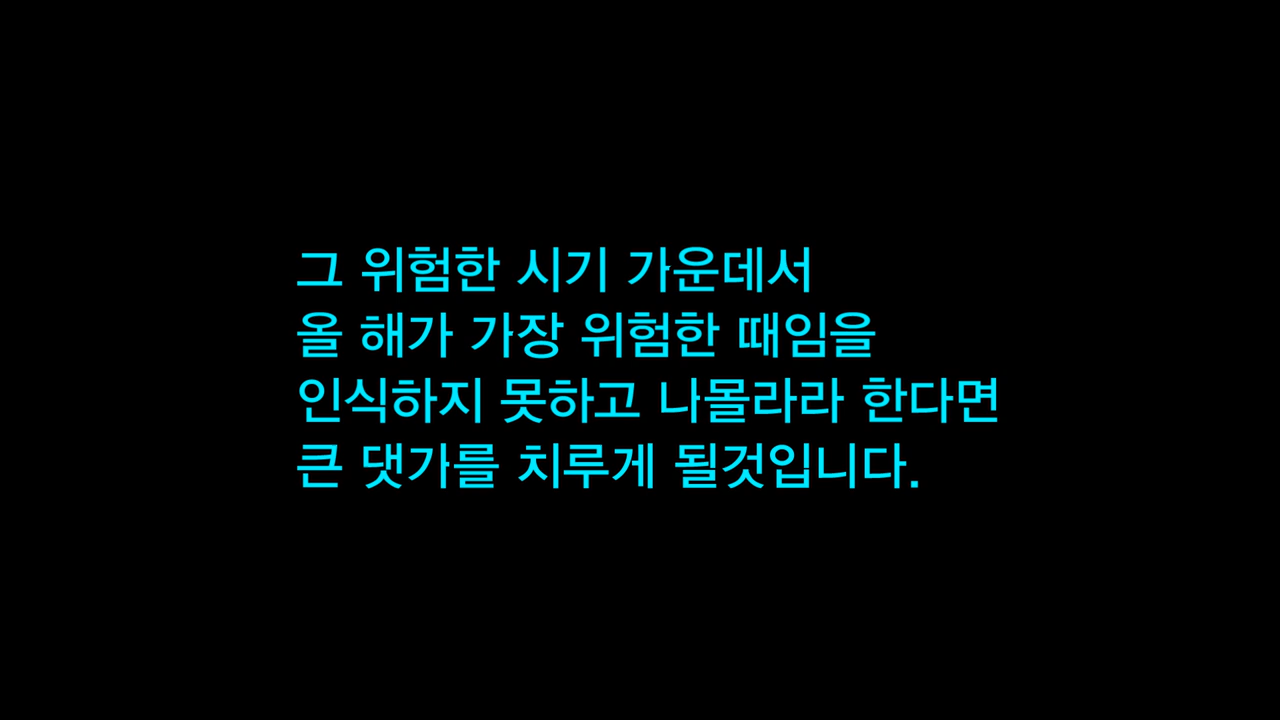 그 위험한 시기 가운데서
올 해가 가장 위험한 때임을
인식하지 못하고 나몰라라 한다면
큰 댓가를 치루게 될것입니다.